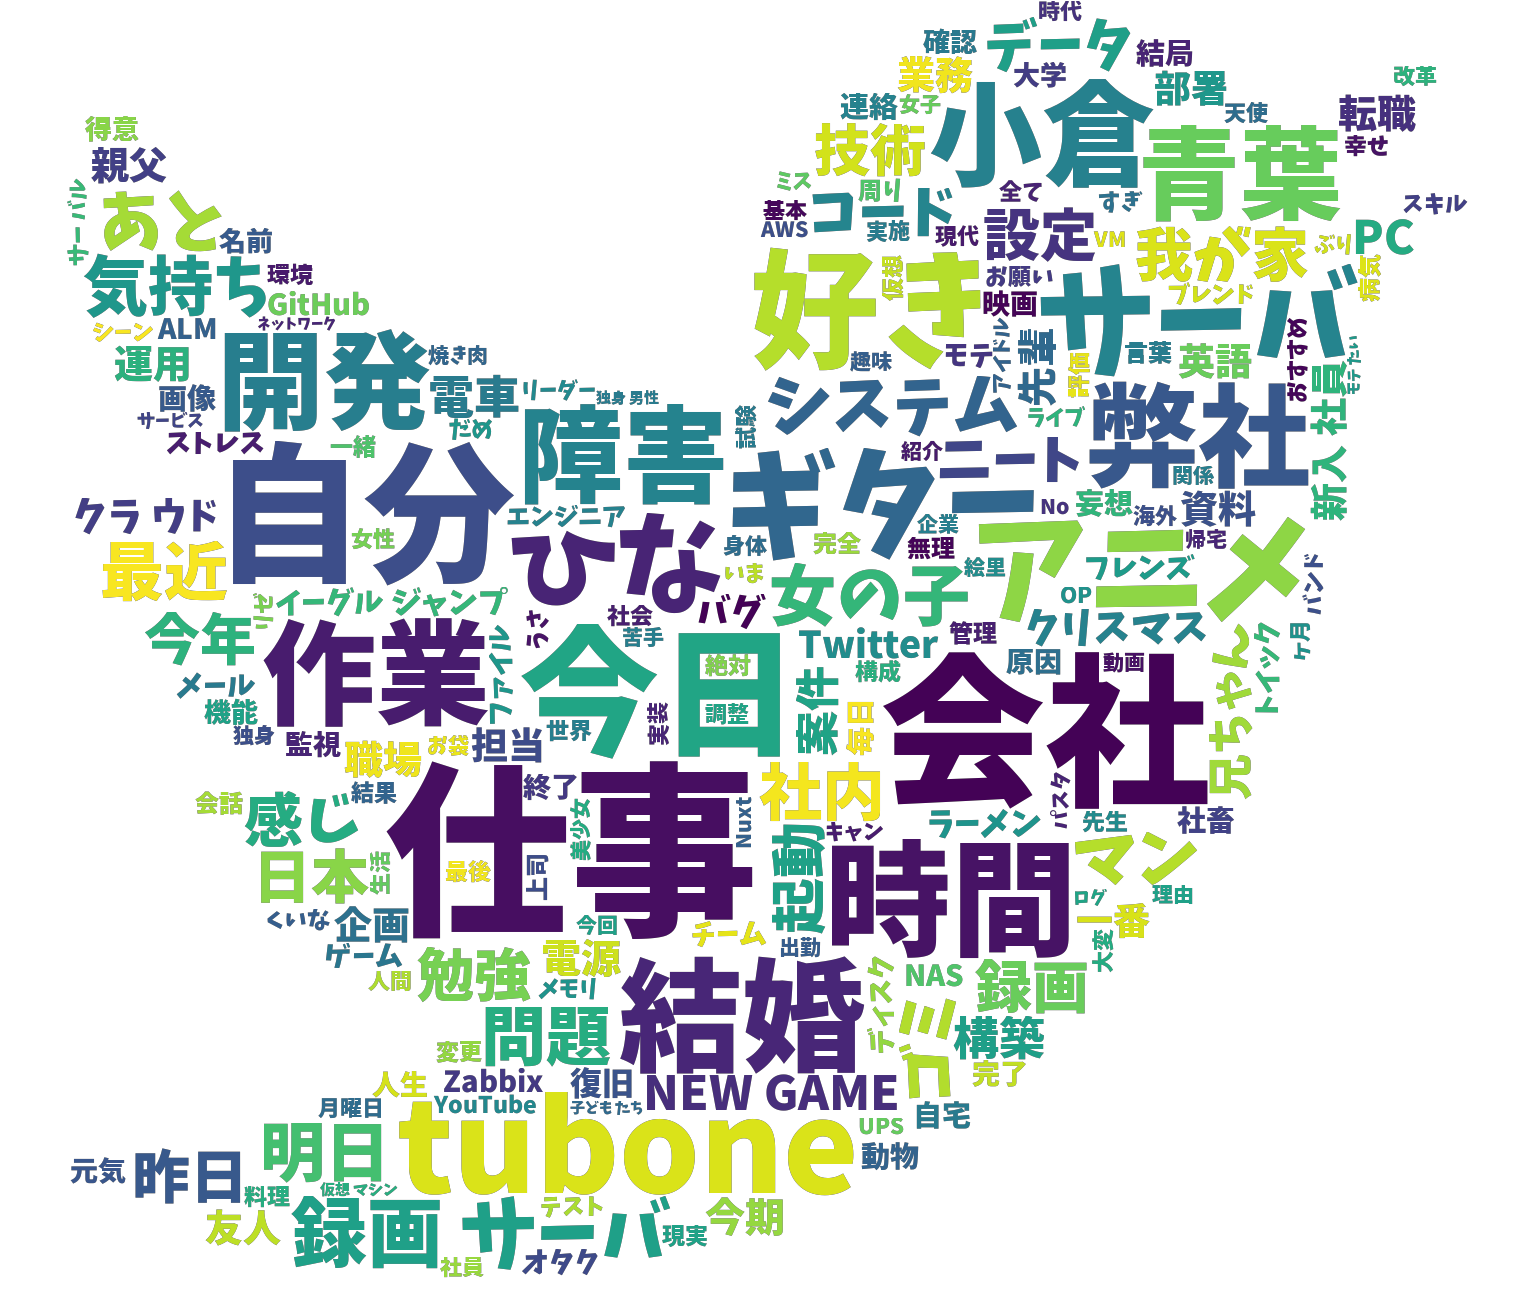 時代
データ
確認
結局
業務
大学
部署
改革
連絡
女子
小倉
天使
転職
得意
技術
青葉
幸せ
親父
ミス
周り
全て
すぎ
スキル
サーバル
あと
基本
コード
設定
AWS
実施
現代
VM
我が家
ぶり
PC
名前
気持ち
環境
好き
仮想
お願い
サーバ
病気
GitHub
映画
ブレンド
シーン
ALM
ネットワーク
開発
焼き肉
趣味
モテ
アイドル
先輩
言葉
英語
おすすめ
モテたい
運用
画像
電車
リーダー
独身 男性
システム
評価
弊社
新入 社員
サービス
ストレス
一緒
だめ
障害
試験
ライブ
自分
ギター
紹介
ニート
関係
クラ ウド
エンジニア
企業
No
妄想
海外
資料
女性
ひな
身体
完全
無理
アニメ
帰宅
最近
いま
絵里
フレンズ
バンド
リゼ
イーグル ジャンプ
社会
バグ
女の子
OP
今年
作業
うさ
苦手
Twitter
管理
クリスマス
ケ月
ファイル
今日
絶対
構成
原因
動画
兄ちゃん
トイック
メール
機能
調整
実装
案件
毎日
会社
独身
監視
職場
お袋
担当
世界
会話
感じ
結果
終了
仕事
社内
パスタ
社畜
美少女
Nuxt
起動
キャン
ラーメン
先生
日本
生活
最後
上司
時間
マン
ログ
理由
くいな
企画
今回
チーム
一番
ゲーム
出勤
大変
人間
勉強
電源
メモリ
結婚
ディスク
NAS
録画
問題
変更
ゴミ
構築
人生
Zabbix
復旧
NEW GAME
完了
月曜日
YouTube
子どもたち
tubone
UPS
自宅
明日
動物
元気
昨日
料理
仮想 マシン
友人
録画 サーバ
テスト
今期
現実
社員
オタク